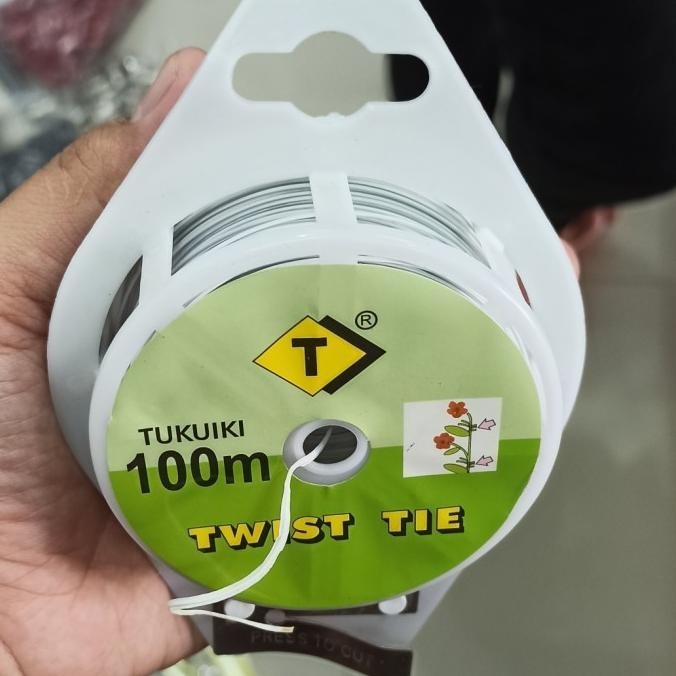 T ®
TUKUIKI
100m
TWIST TIE
PRESS TO CUT